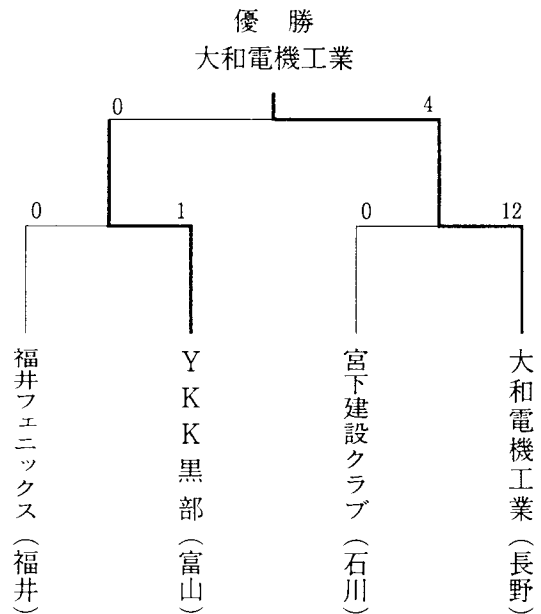 優勝
大和電機工業
0 4
0 1 0 12
福井フェニックス(福井)
YKK黒部(富山)
宮下建設クラブ(石川)
大和電機工業(長野)